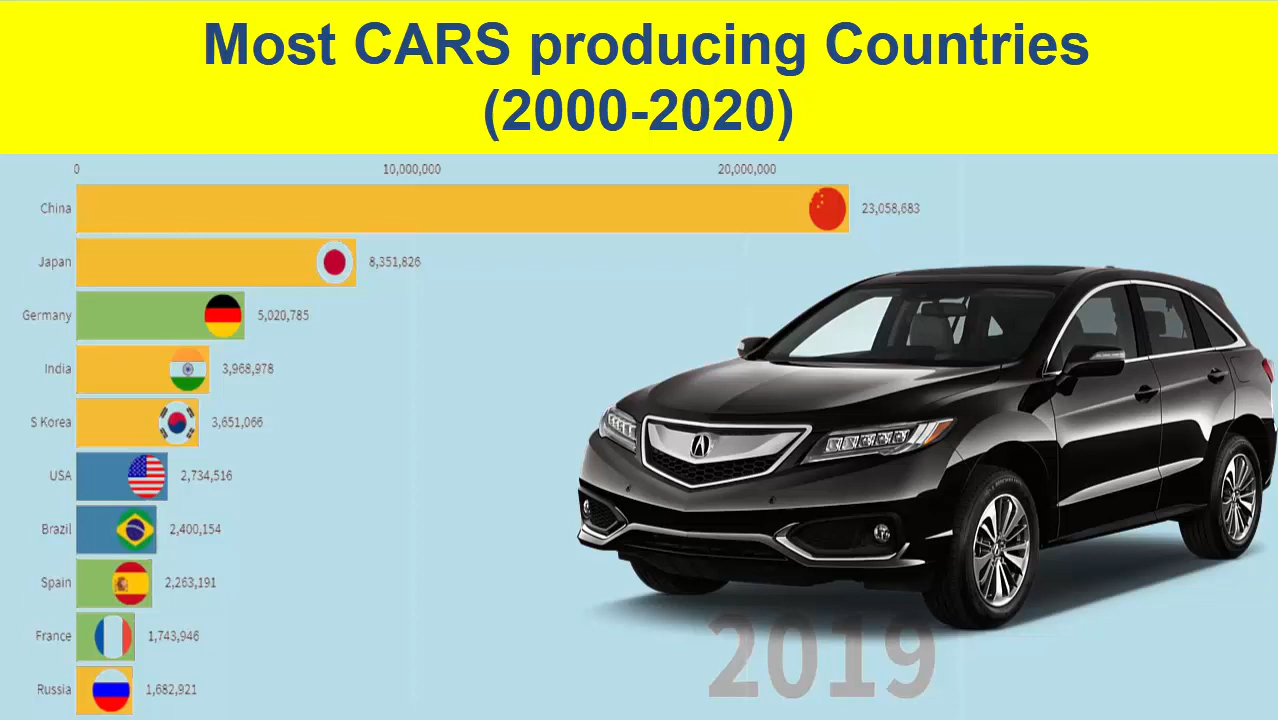 Most CARS producing Countries
(2000-2020)
0 10,000,000 20,000,000
China 23,058,683
Japan 8,351,826
Germany 5,020,785
India 3,968,978
S Korea 3,651,066
USA 2,734,516
Brazil 2,400,154
Spain 2,263,191
France 1,743,946
Russia 1,682,921
2019